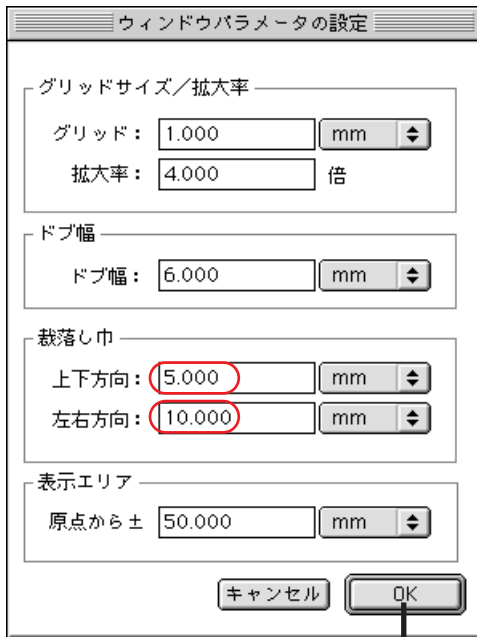 ウィンドウパラメータの設定
グリッドサイズ／拡大率
グリッド： 1.000 mm
拡大率： 4.000 倍
ドブ幅
ドブ幅： 6.000 mm
裁落し巾
上下方向： 5.000 mm
左右方向： 10.000 mm
表示エリア
原点から± 50.000 mm
キャンセル OK